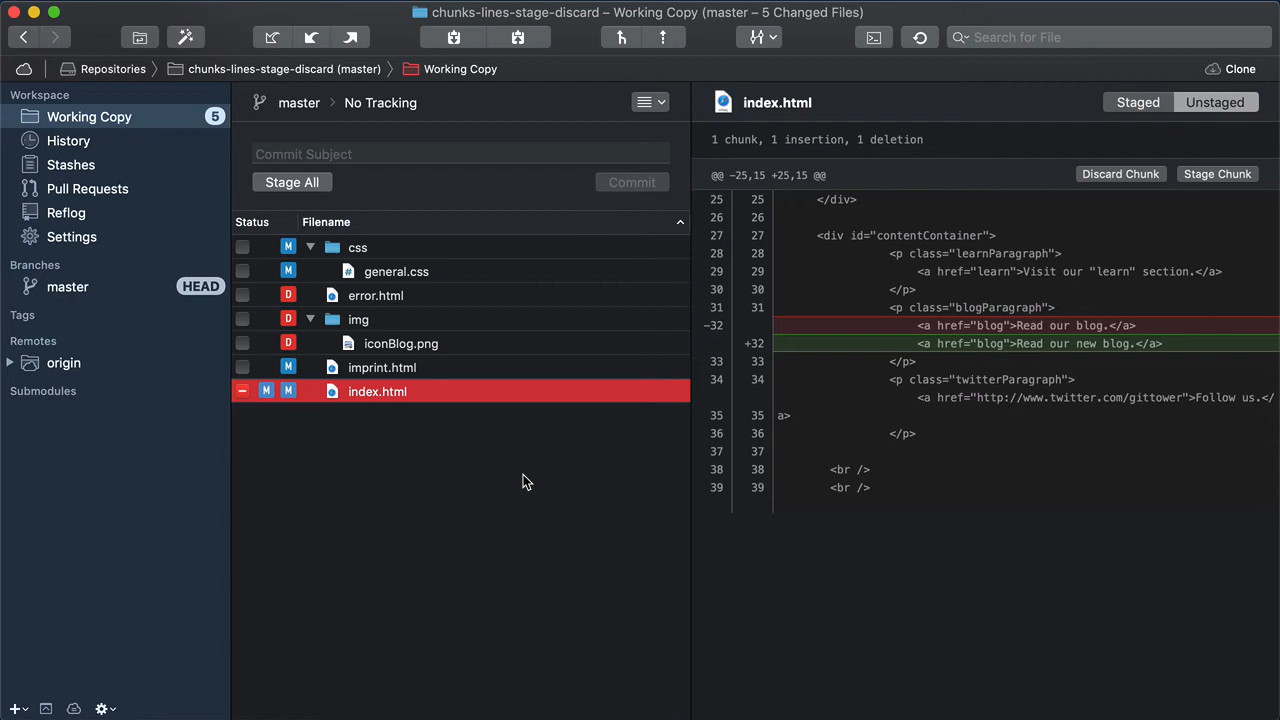 chunks-lines-stage-discard – Working Copy (master – 5 Changed Files)
Search for File
Repositories
chunks-lines-stage-discard (master)
Working Copy
Clone
Workspace
Working Copy
5
History
Stashes
Pull Requests
Reflog
Settings
Branches
master
HEAD
Tags
Remotes
origin
Submodules
master
No Tracking
Commit Subject
Stage All
Commit
Status
Filename
M css
M general.css
D error.html
D img
D iconBlog.png
M imprint.html
M M index.html
index.html
Staged
Unstaged
1 chunk, 1 insertion, 1 deletion
@@ -25,15 +25,15 @@
Discard Chunk
Stage Chunk
25 25 </div>
26 26
27 27 <div id="contentContainer">
28 28 <p class="learnParagraph">
29 29 <a href="learn">Visit our "learn" section.</a>
30 30 </p>
31 31 <p class="blogParagraph">
-32 <a href="blog">Read our blog.</a>
+32 <a href="blog">Read our new blog.</a>
33 33 </p>
34 34 <p class="twitterParagraph">
<a href="http://www.twitter.com/gittower">Follow us.</
35 35 a>
36 36 </p>
37 37
38 38 <br />
39 39 <br />